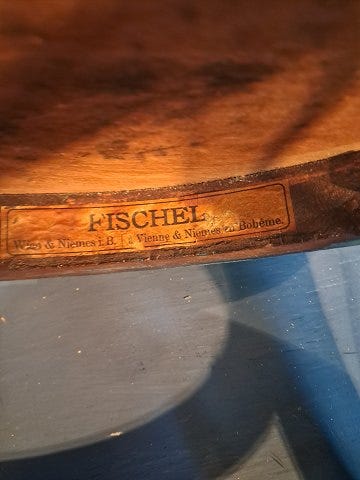 FISCHEL
Wien & Niemes i. B. à Vienne & Niemes en Bohême.